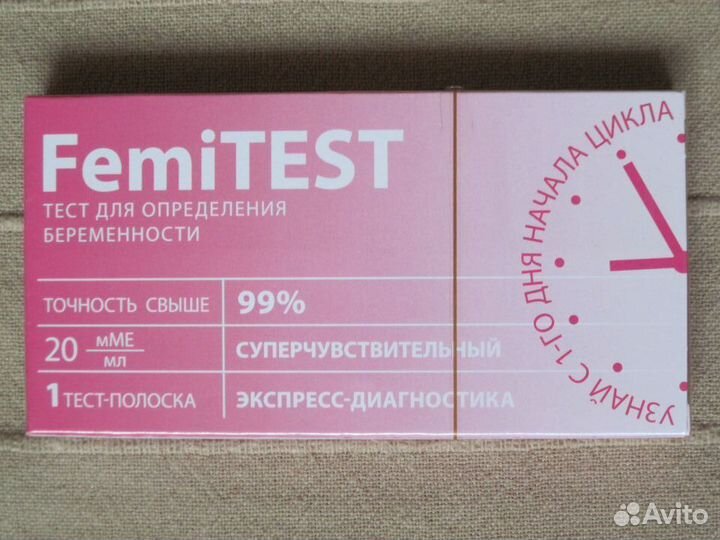 FemiTEST
ТЕСТ ДЛЯ ОПРЕДЕЛЕНИЯ
БЕРЕМЕННОСТИ
ТОЧНОСТЬ СВЫШЕ 99%
20 мМЕ/мл СУПЕРЧУВСТВИТЕЛЬНЫЙ
1 ТЕСТ-ПОЛОСКА ЭКСПРЕСС-ДИАГНОСТИКА
УЗНАЙ С 1-ГО ДНЯ НАЧАЛА ЦИКЛА
Avito